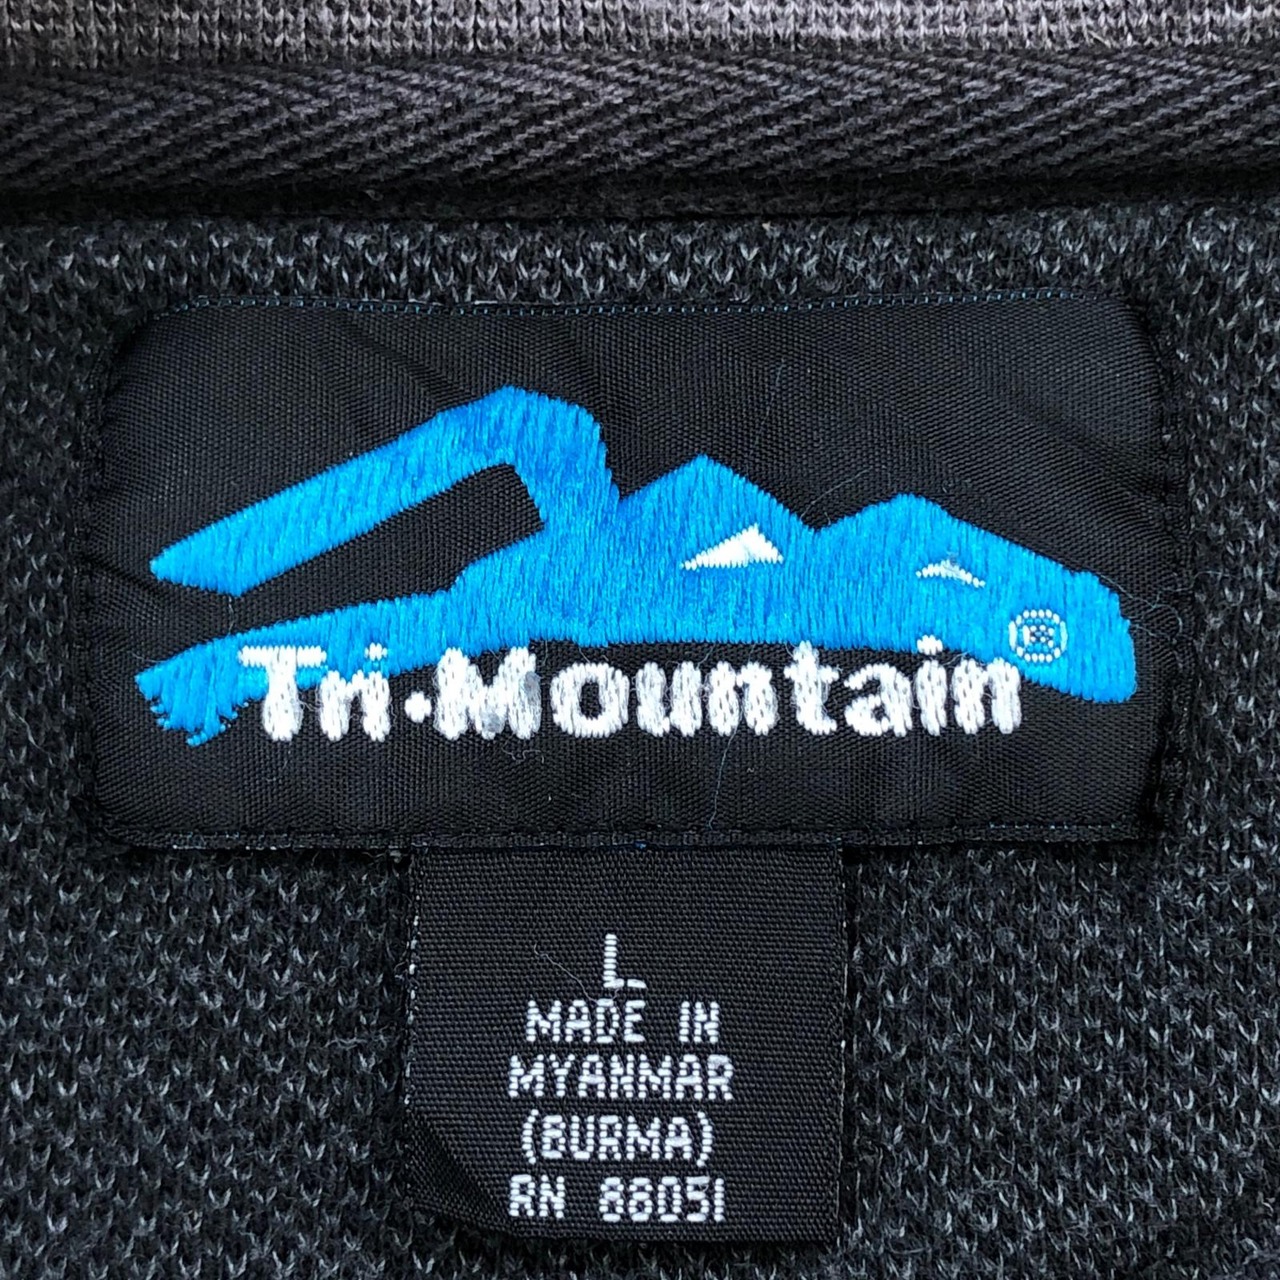 Tri·Mountain®
L
MADE IN
MYANMAR
(BURMA)
RN 88051